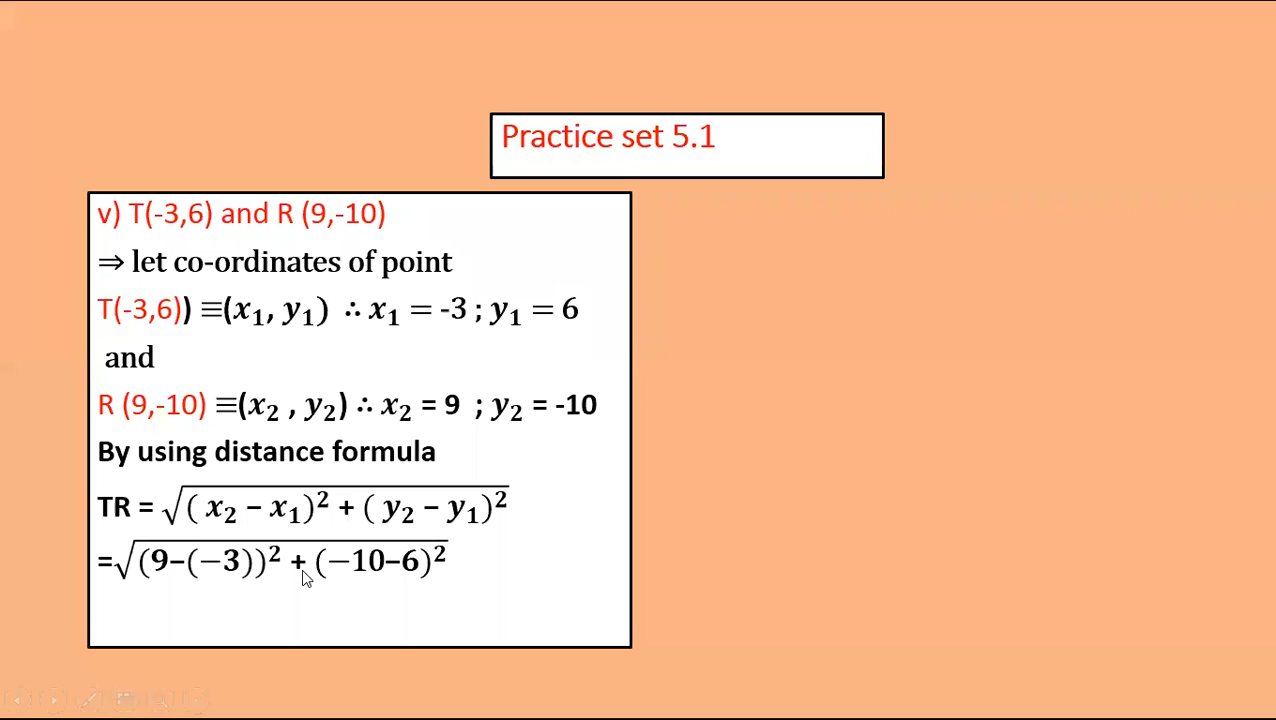 Practice set 5.1
v) T(-3,6) and R (9,-10)
⇒ let co-ordinates of point
T(-3,6)) ≡(x₁, y₁) ∴ x₁ = -3 ; y₁ = 6
and
R (9,-10) ≡(x₂ , y₂) ∴ x₂ = 9 ; y₂ = -10
By using distance formula
TR = √(( x₂ − x₁)² + ( y₂ − y₁)²)
=√((9−(−3))² + (−10−6)²)